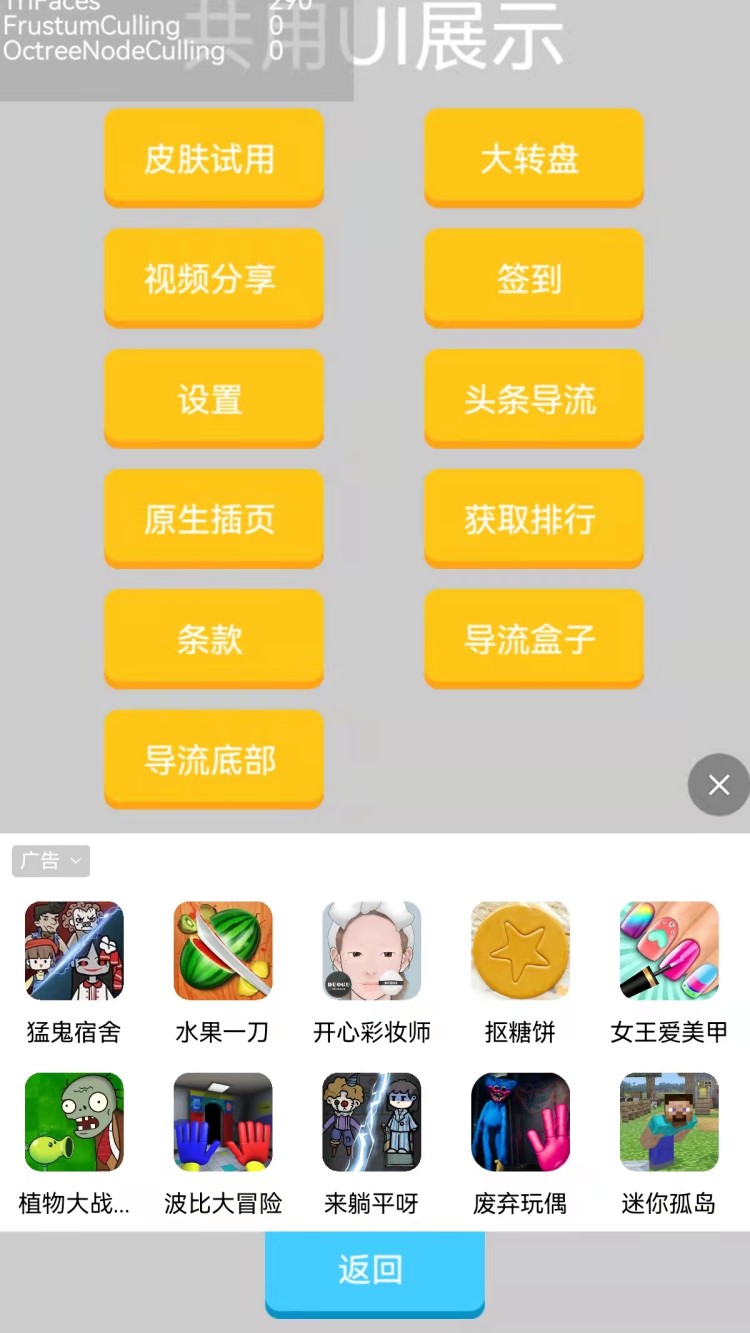 TriFaces 290
FrustumCulling 0
OctreeNodeCulling 0
共用UI展示
皮肤试用 大转盘
视频分享 签到
设置 头条导流
原生插页 获取排行
条款 导流盒子
导流底部
广告
猛鬼宿舍 水果一刀 开心彩妆师 抠糖饼 女王爱美甲
植物大战... 波比大冒险 来躺平呀 废弃玩偶 迷你孤岛
返回